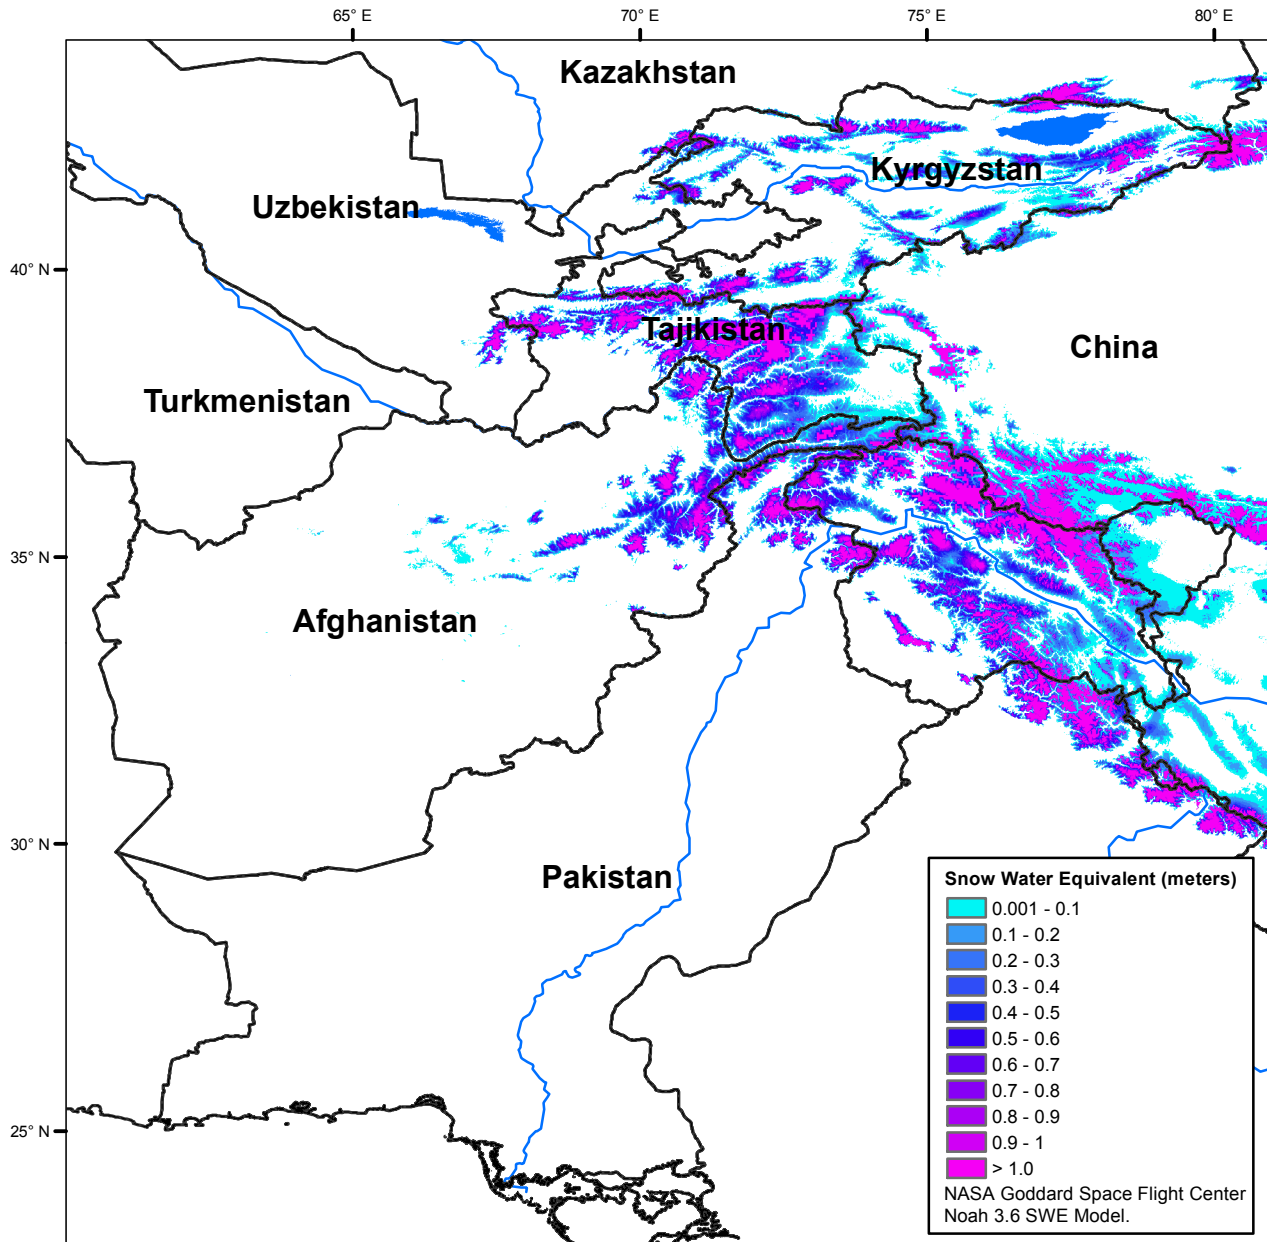 65° E
70° E
75° E
80° E
Kazakhstan
Kyrgyzstan
Uzbekistan
40° N
Tajikistan
China
Turkmenistan
35° N
Afghanistan
30° N
Pakistan
25° N
Snow Water Equivalent (meters)
0.001 - 0.1
0.1 - 0.2
0.2 - 0.3
0.3 - 0.4
0.4 - 0.5
0.5 - 0.6
0.6 - 0.7
0.7 - 0.8
0.8 - 0.9
0.9 - 1
> 1.0
NASA Goddard Space Flight Center
Noah 3.6 SWE Model.